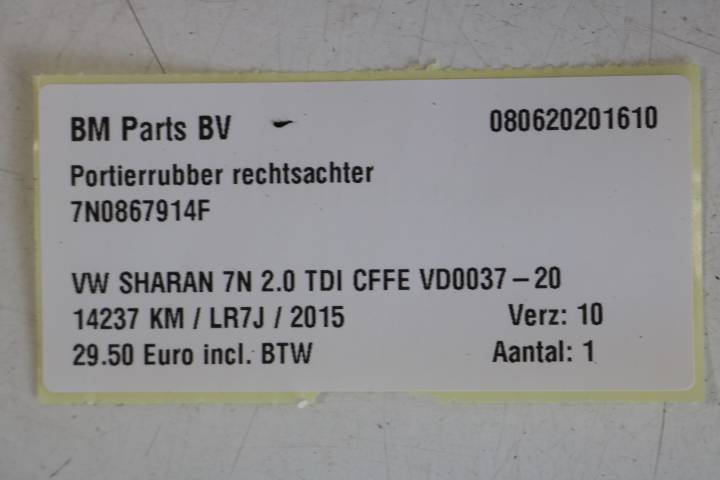 BM Parts BV 080620201610
Portierrubber rechtsachter
7N0867914F
VW SHARAN 7N 2.0 TDI CFFE VD0037-20
14237 KM / LR7J / 2015 Verz: 10
29.50 Euro incl. BTW Aantal: 1